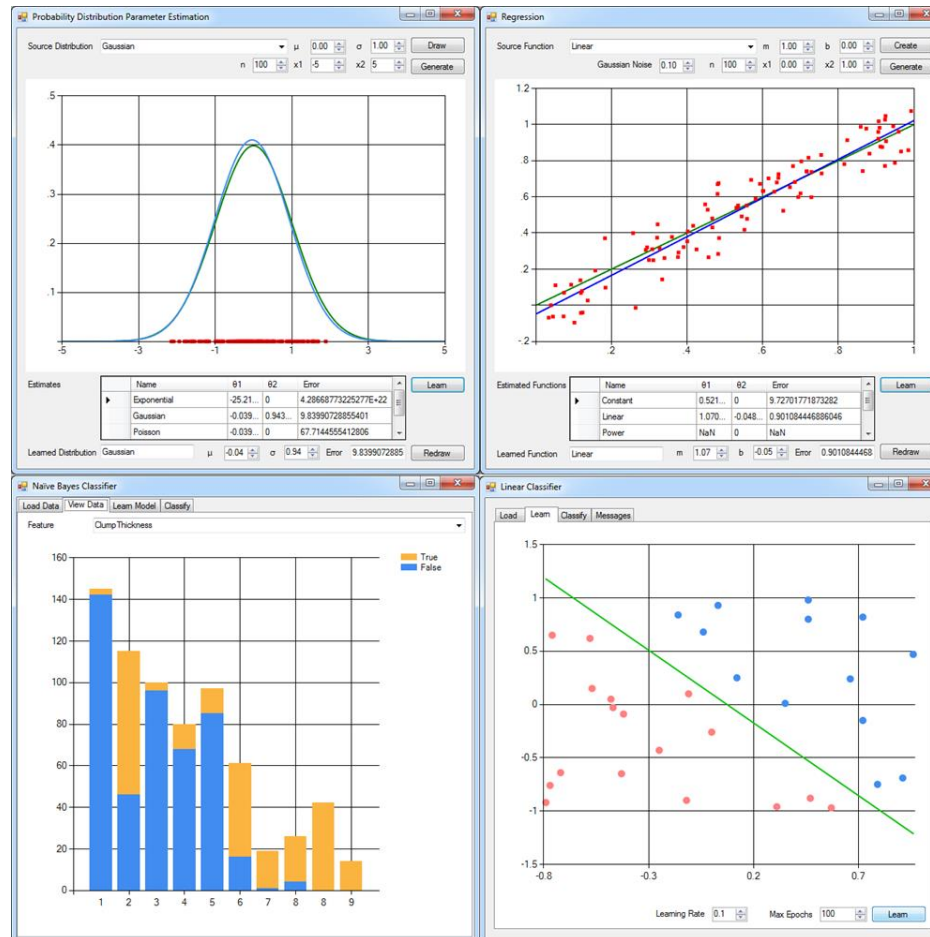 Probability Distribution Parameter Estimation
Source Distribution Gaussian μ 0.00 σ 1.00 Draw
n 100 x1 -5 x2 5 Generate
.5
.4
.3
.2
.1
-5 -3 -1 1 3 5
Estimates
Name θ1 θ2 Error
Exponential -25.21... 0 4.28668773225277E+22
Gaussian -0.039... 0.943... 9.83990728855401
Poisson -0.039... 0 67.7144555412806
Learn
Learned Distribution Gaussian μ -0.04 σ 0.94 Error 9.8399072885 Redraw
Regression
Source Function Linear m 1.00 b 0.00 Create
Gaussian Noise 0.10 n 100 x1 0.00 x2 1.00 Generate
1.2
1
.8
.6
.4
.2
-.2
.2 .4 .6 .8 1
Estimated Functions
Name θ1 θ2 Error
Constant 0.521... 0 9.72701771873282
Linear 1.070... -0.048... 0.901084446886046
Power NaN 0 NaN
Learn
Learned Function Linear m 1.07 b -0.05 Error 0.9010844468 Redraw
Naïve Bayes Classifier
Load Data View Data Learn Model Classify
Feature ClumpThickness
160
140
120
100
80
60
40
20
0
1 2 3 4 5 6 7 8 8 9
True
False
Linear Classifier
Load Learn Classify Messages
1.5
1
0.5
0
-0.5
-1
-1.5
-0.8 -0.3 0.2 0.7
Learning Rate 0.1 Max Epochs 100 Learn